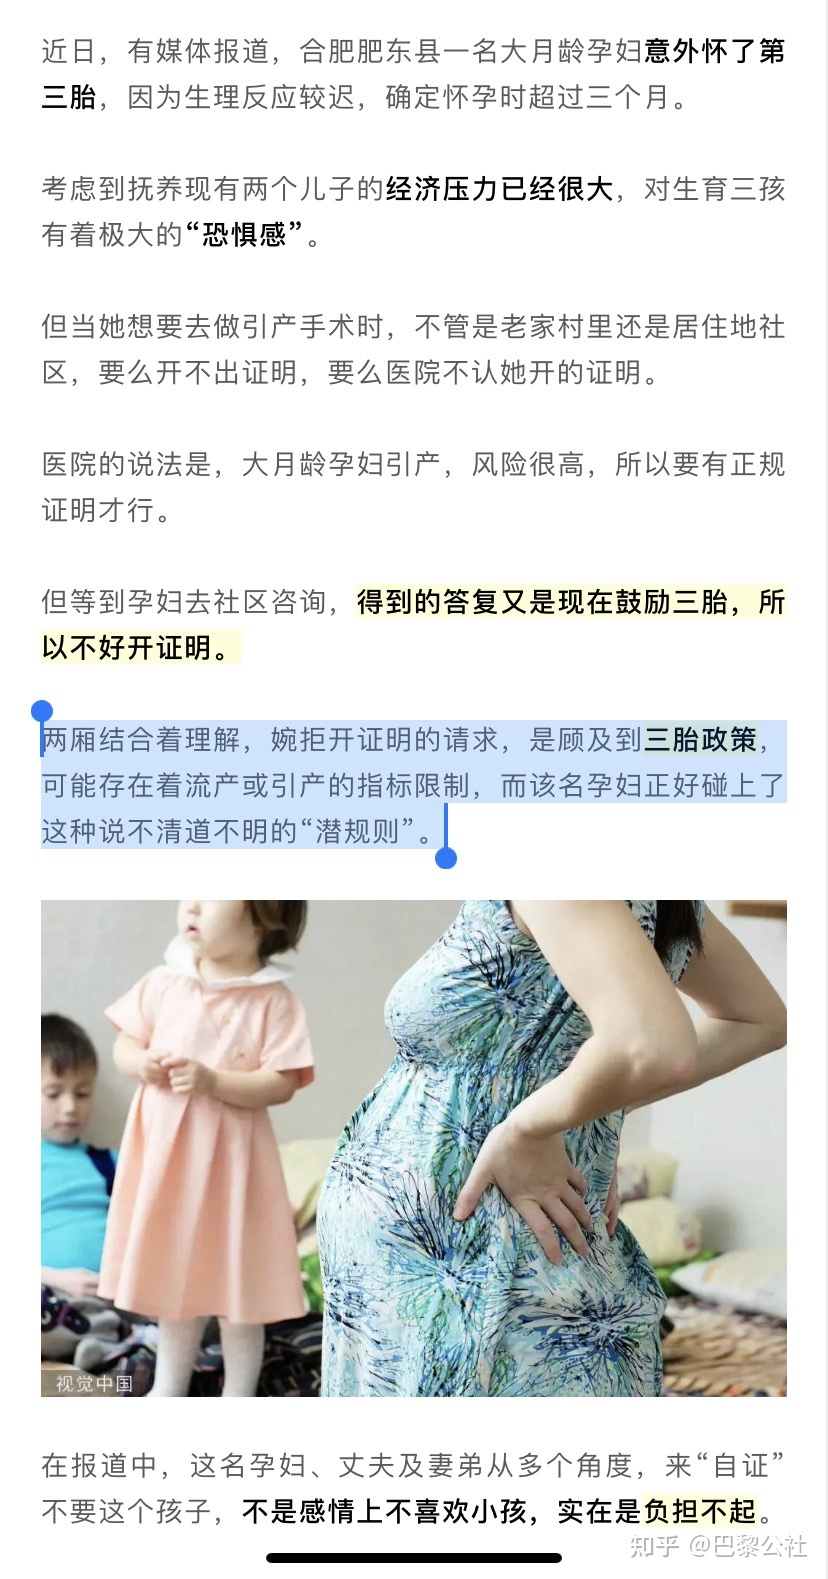 近日，有媒体报道，合肥肥东县一名大月龄孕妇意外怀了第
三胎，因为生理反应较迟，确定怀孕时超过三个月。
考虑到抚养现有两个儿子的经济压力已经很大，对生育三孩
有着极大的“恐惧感”。
但当她想要去做引产手术时，不管是老家村里还是居住地社
区，要么开不出证明，要么医院不认她开的证明。
医院的说法是，大月龄孕妇引产，风险很高，所以要有正规
证明才行。
但等到孕妇去社区咨询，得到的答复又是现在鼓励三胎，所
以不好开证明。
两厢结合着理解，婉拒开证明的请求，是顾及到三胎政策，
可能存在着流产或引产的指标限制，而该名孕妇正好碰上了
这种说不清道不明的“潜规则”。
视觉中国
在报道中，这名孕妇、丈夫及妻弟从多个角度，来“自证”
不要这个孩子，不是感情上不喜欢小孩，实在是负担不起。
知乎 @巴黎公社